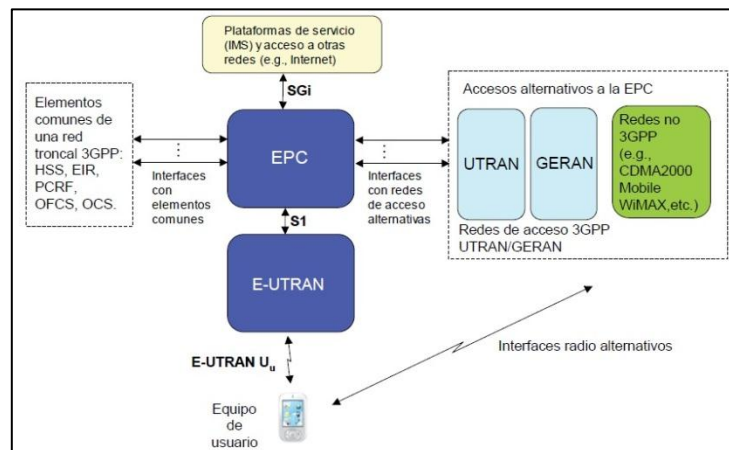 Plataformas de servicio
(IMS) y acceso a otras
redes (e.g., Internet)
SGi
Elementos
comunes de
una red
troncal 3GPP:
HSS, EIR,
PCRF,
OFCS, OCS.
Interfaces
con
elementos
comunes
EPC
Interfaces
con redes
de acceso
alternativas
Accesos alternativos a la EPC
UTRAN
GERAN
Redes no
3GPP
(e.g.,
CDMA2000
Mobile
WiMAX,etc.)
Redes de acceso 3GPP
UTRAN/GERAN
S1
E-UTRAN
E-UTRAN Uu
Interfaces radio alternativos
Equipo
de
usuario